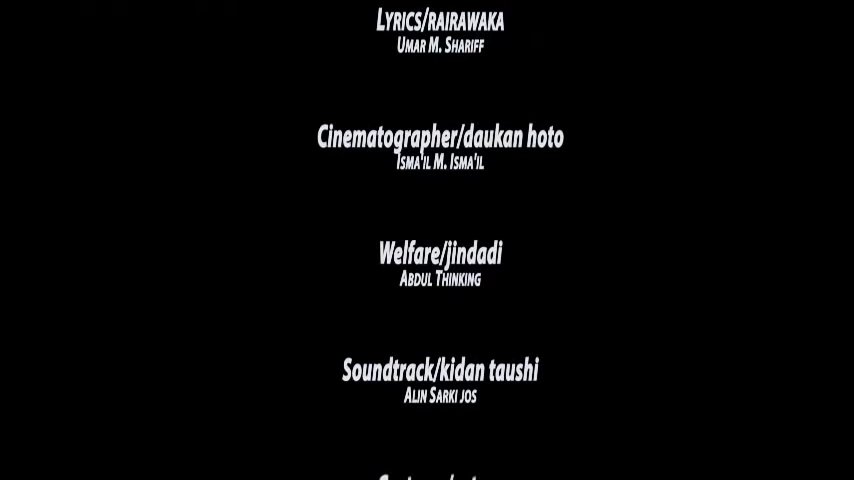 LYRICS/RAIRAWAKA
UMAR M. SHARIFF
Cinematographer/daukan hoto
ISMA'IL M. ISMA'IL
Welfare/jindadi
ABDUL THINKING
Soundtrack/kidan taushi
ALIN SARKI JOS